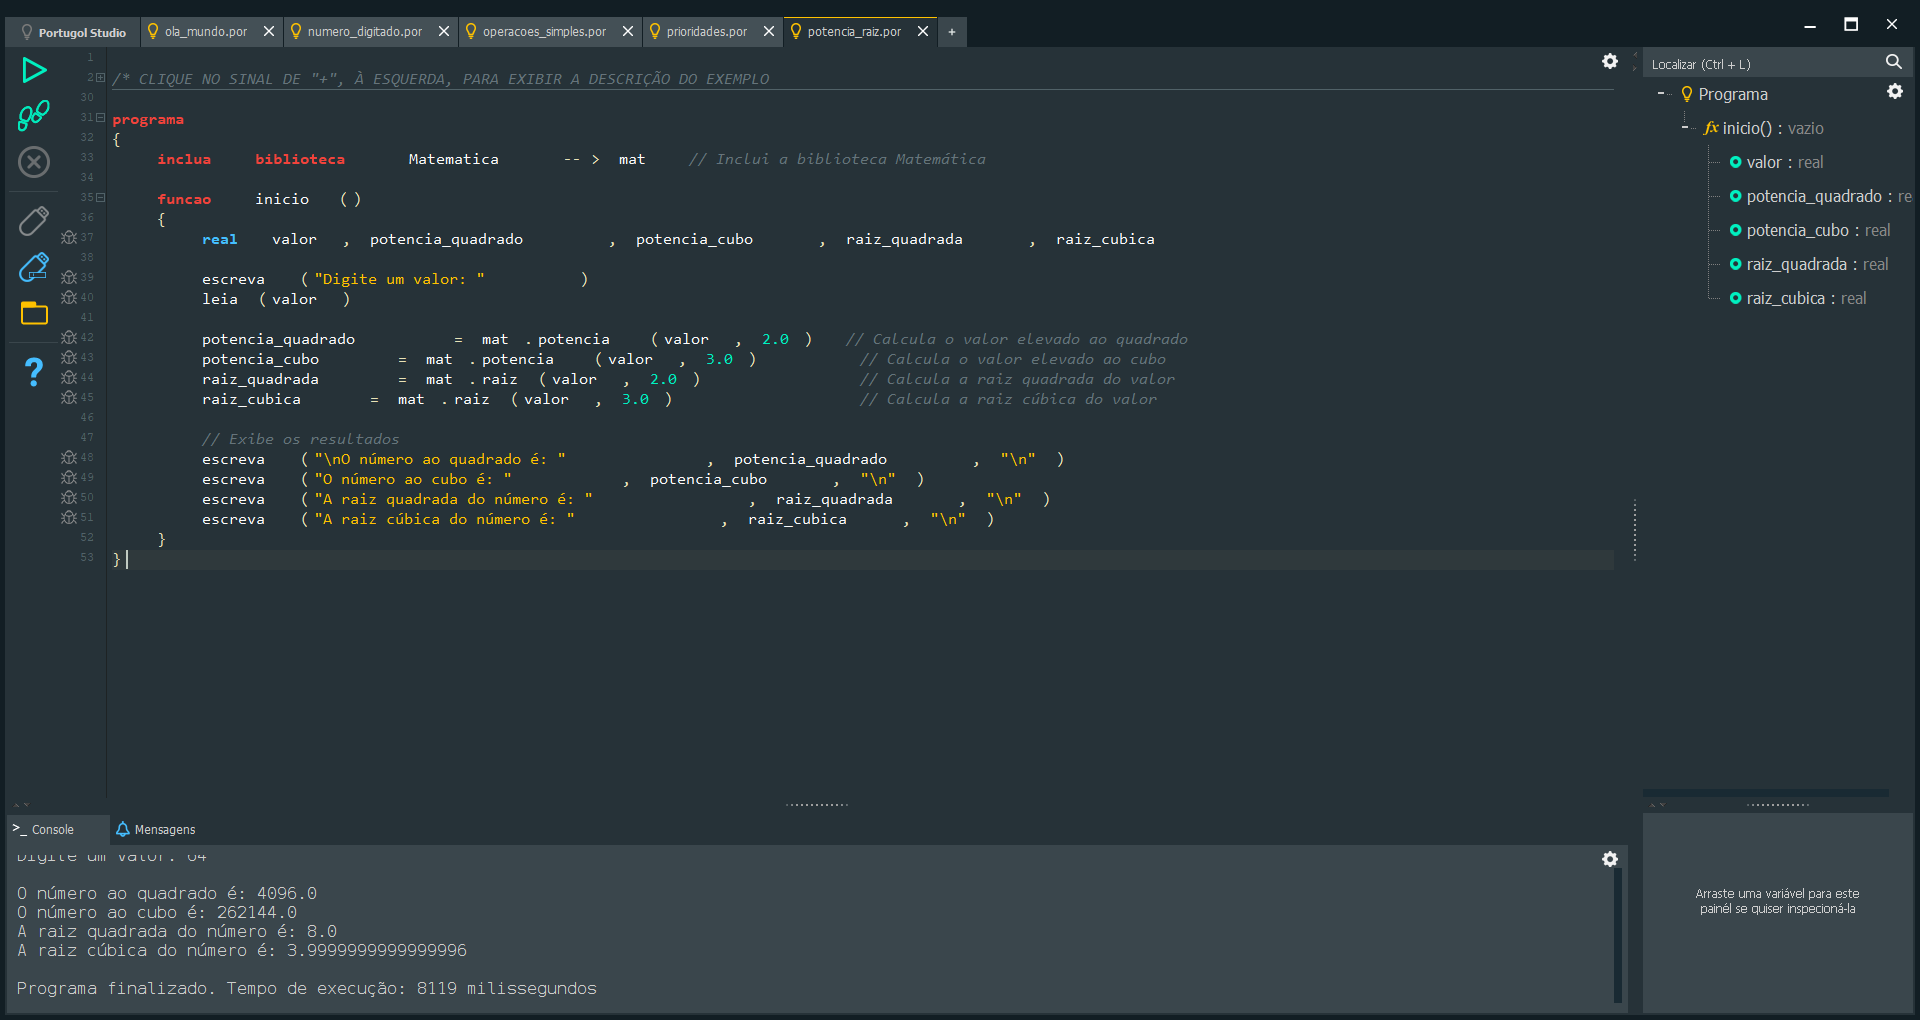 Portugol Studio ola_mundo.por numero_digitado.por operacoes_simples.por prioridades.por potencia_raiz.por +
1
2 /* CLIQUE NO SINAL DE "+", À ESQUERDA, PARA EXIBIR A DESCRIÇÃO DO EXEMPLO
30
31 programa
32 {
33 inclua biblioteca Matematica --> mat // Inclui a biblioteca Matemática
34
35 funcao inicio ()
36 {
37 real valor , potencia_quadrado , potencia_cubo , raiz_quadrada , raiz_cubica
38
39 escreva ("Digite um valor: " )
40 leia (valor )
41
42 potencia_quadrado = mat .potencia (valor , 2.0 ) // Calcula o valor elevado ao quadrado
43 potencia_cubo = mat .potencia (valor , 3.0 ) // Calcula o valor elevado ao cubo
44 raiz_quadrada = mat .raiz (valor , 2.0 ) // Calcula a raiz quadrada do valor
45 raiz_cubica = mat .raiz (valor , 3.0 ) // Calcula a raiz cúbica do valor
46
47 // Exibe os resultados
48 escreva ("\nO número ao quadrado é: " , potencia_quadrado , "\n" )
49 escreva ("O número ao cubo é: " , potencia_cubo , "\n" )
50 escreva ("A raiz quadrada do número é: " , raiz_quadrada , "\n" )
51 escreva ("A raiz cúbica do número é: " , raiz_cubica , "\n" )
52 }
53 }
?
Localizar (Ctrl + L)
Programa
fx inicio() : vazio
valor : real
potencia_quadrado : re
potencia_cubo : real
raiz_quadrada : real
raiz_cubica : real
>_ Console Mensagens
Digite um valor: 64
O número ao quadrado é: 4096.0
O número ao cubo é: 262144.0
A raiz quadrada do número é: 8.0
A raiz cúbica do número é: 3.9999999999999996
Programa finalizado. Tempo de execução: 8119 milissegundos
Arraste uma variável para este
painél se quiser inspecioná-la